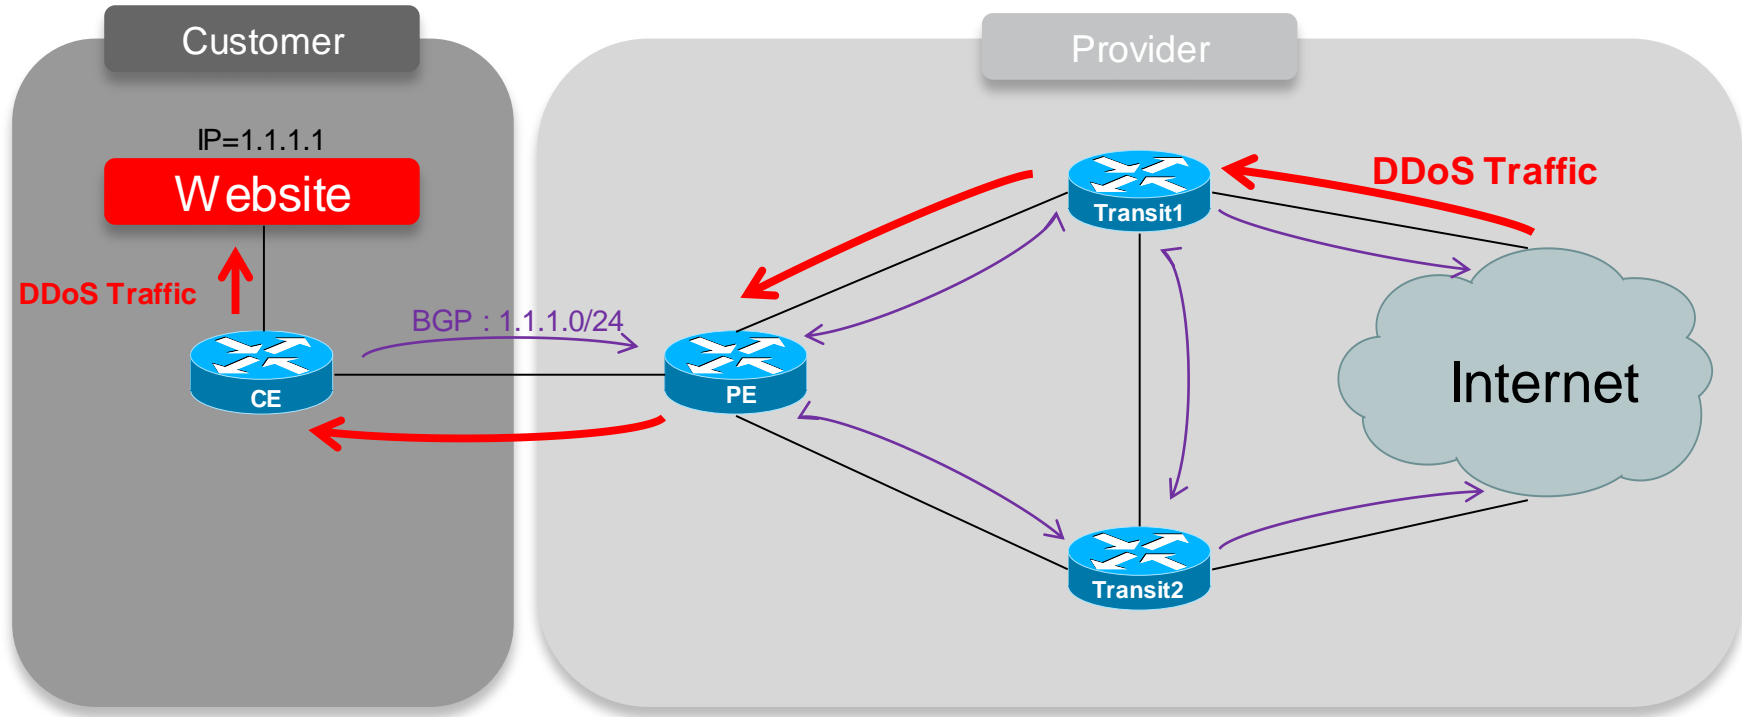 Customer
Provider
IP=1.1.1.1
Website
DDoS Traffic
Transit1
DDoS Traffic
BGP : 1.1.1.0/24
CE
PE
Internet
Transit2